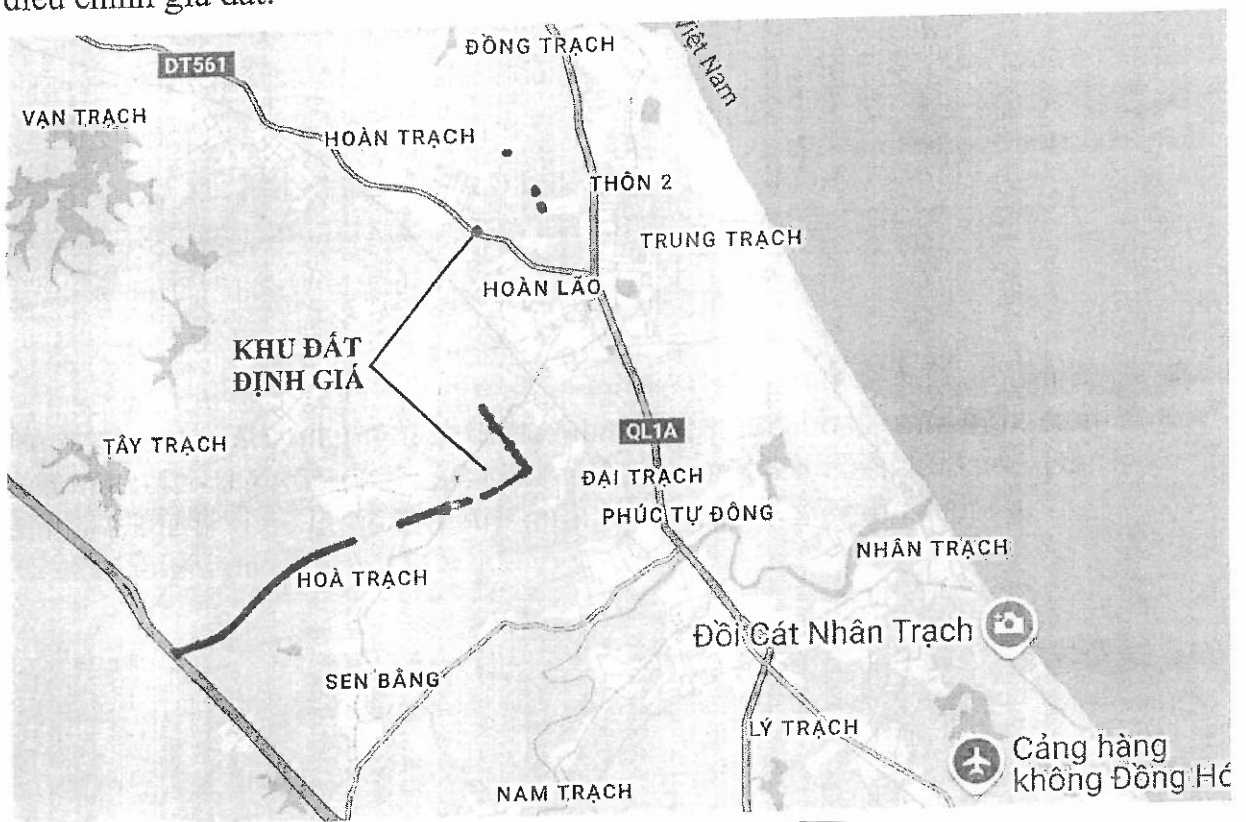 điều chỉnh giá đất.
ĐỒNG TRẠCH
Việt Nam
DT561
VẠN TRẠCH
HOÀN TRẠCH
THÔN 2
TRUNG TRẠCH
HOÀN LÃO
KHU ĐẤT
ĐỊNH GIÁ
TÂY TRẠCH
QL1A
ĐẠI TRẠCH
PHÚC TỰ ĐÔNG
NHÂN TRẠCH
HOÀ TRẠCH
Đồi Cát Nhân Trạch
SEN BÀNG
LÝ TRẠCH
Cảng hàng
không Đồng Hớ
NAM TRẠCH